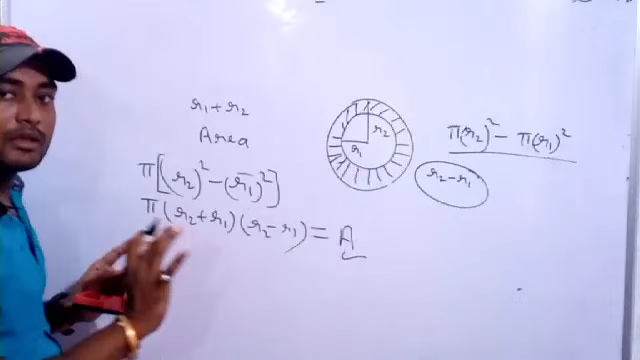 r₁ + r₂
Area
π[(r₂)² - (r₁)²]
π(r₂+r₁)(r₂-r₁) = A
r₂
r₁
π(r₂)² - π(r₁)²
r₂ - r₁